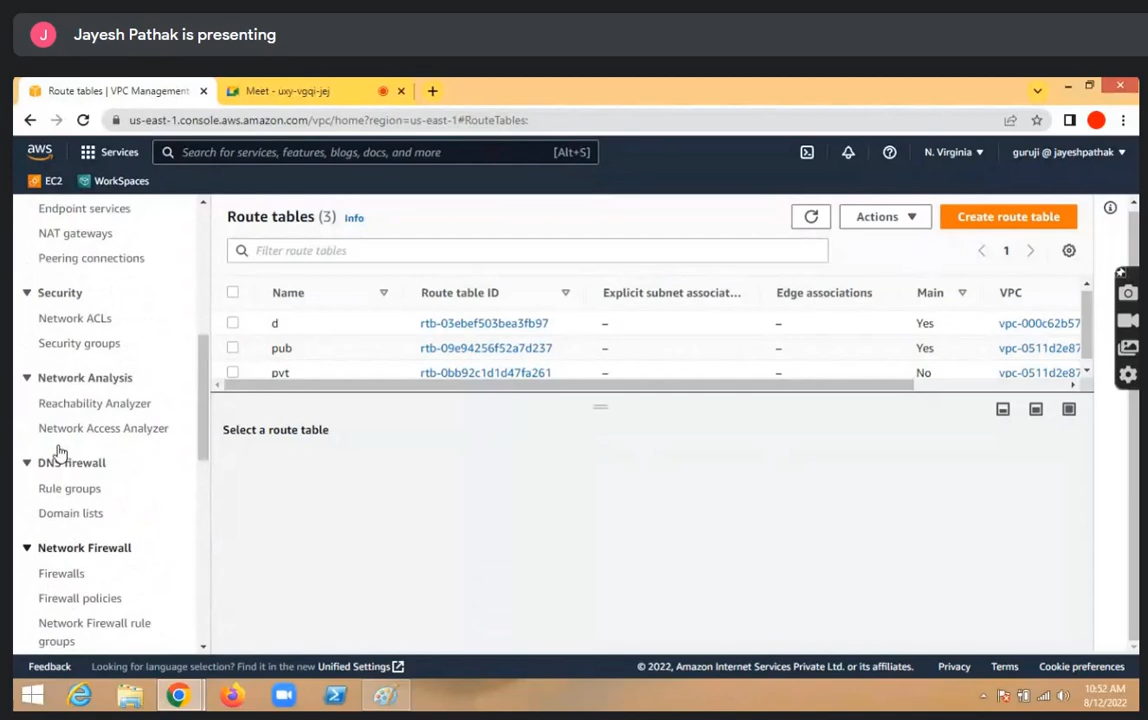 J Jayesh Pathak is presenting
Route tables | VPC Management
Meet - uxy-vgqi-jej
us-east-1.console.aws.amazon.com/vpc/home?region=us-east-1#RouteTables:
aws Services Search for services, features, blogs, docs, and more [Alt+S] N. Virginia guruji @ jayeshpathak
EC2 WorkSpaces
Endpoint services
NAT gateways
Peering connections
Security
Network ACLs
Security groups
Network Analysis
Reachability Analyzer
Network Access Analyzer
DNS firewall
Rule groups
Domain lists
Network Firewall
Firewalls
Firewall policies
Network Firewall rule
groups
Route tables (3) Info Actions Create route table
Filter route tables 1
Name Route table ID Explicit subnet associat... Edge associations Main VPC
d rtb-03ebef503bea3fb97 – – Yes vpc-000c62b57
pub rtb-09e94256f52a7d237 – – Yes vpc-0511d2e87
pvt rtb-0bb92c1d1d47fa261 – – No vpc-0511d2e87
Select a route table
Feedback Looking for language selection? Find it in the new Unified Settings © 2022, Amazon Internet Services Private Ltd. or its affiliates. Privacy Terms Cookie preferences
10:52 AM
8/12/2022